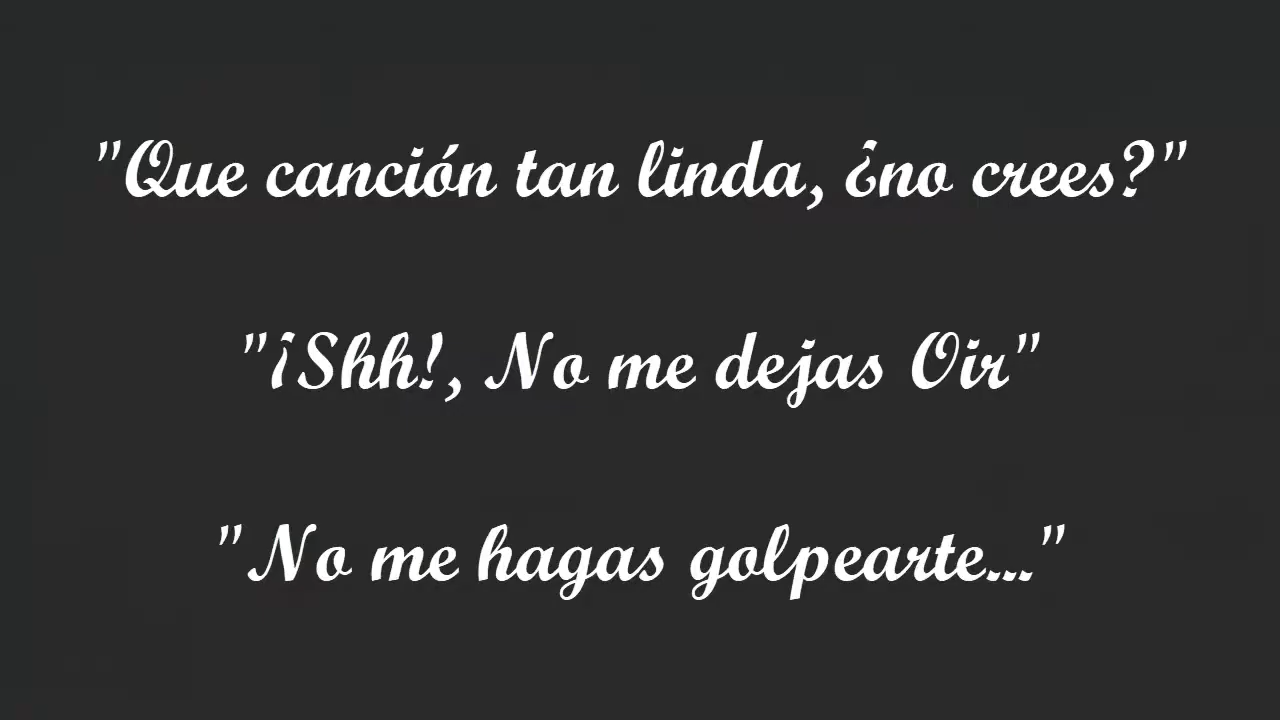 "Que canción tan linda, ¿no crees?"
"¡Shh!, No me dejas Oir"
"No me hagas golpearte..."